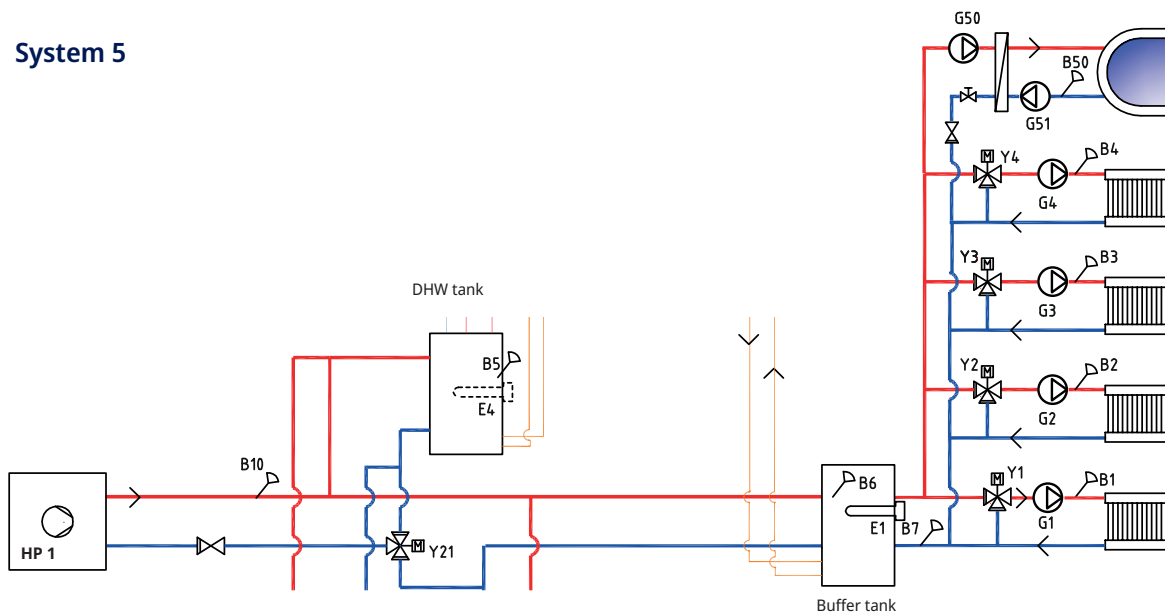 System 5
G50
B50
G51
Y4
B4
G4
Y3
B3
G3
DHW tank
B5
E4
Y2
B2
G2
B10
B6
Y1
B1
E1
B7
G1
HP 1
Y21
Buffer tank
M
M
M
M
M